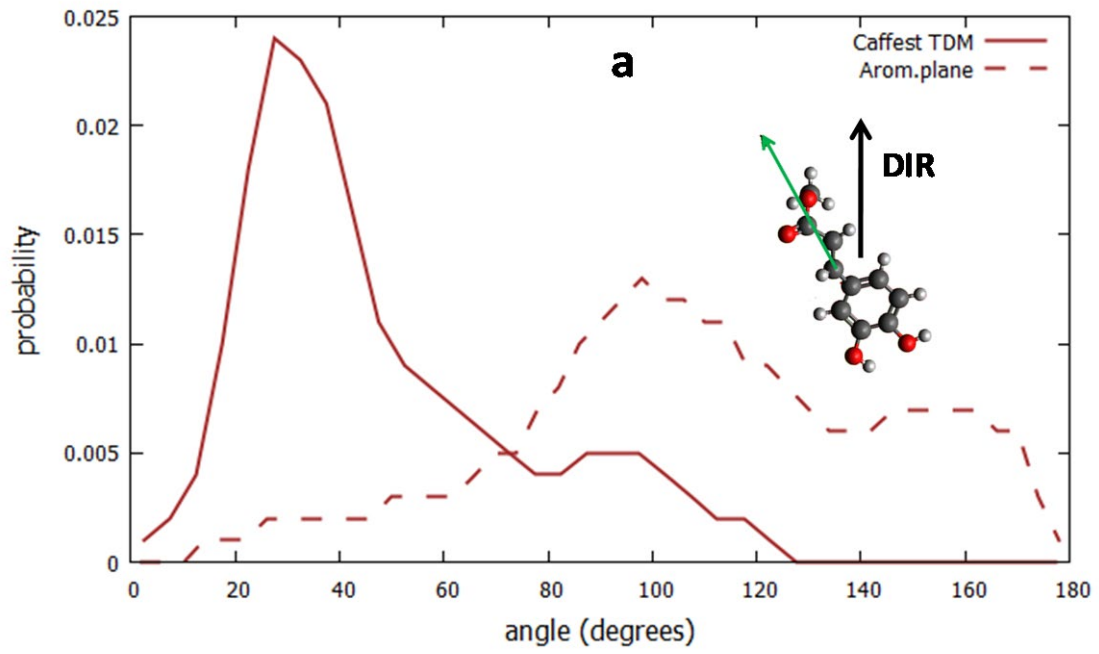 0.025
0.02
0.015
0.01
0.005
0
probability
a
Caffest TDM
Arom.plane
DIR
0 20 40 60 80 100 120 140 160 180
angle (degrees)